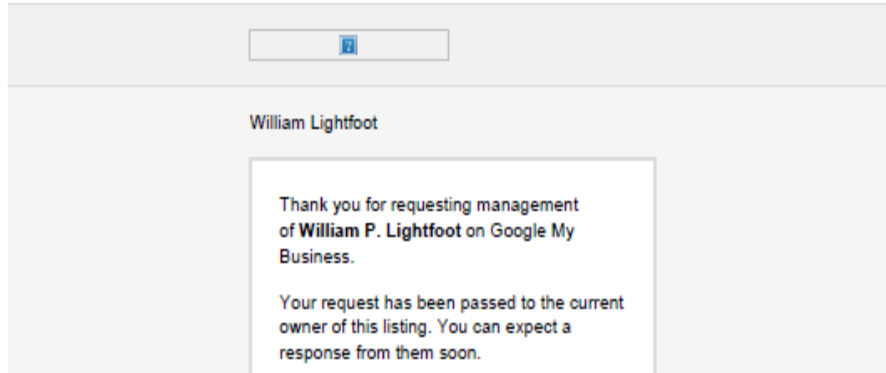 William Lightfoot
Thank you for requesting management
of William P. Lightfoot on Google My
Business.
Your request has been passed to the current
owner of this listing. You can expect a
response from them soon.